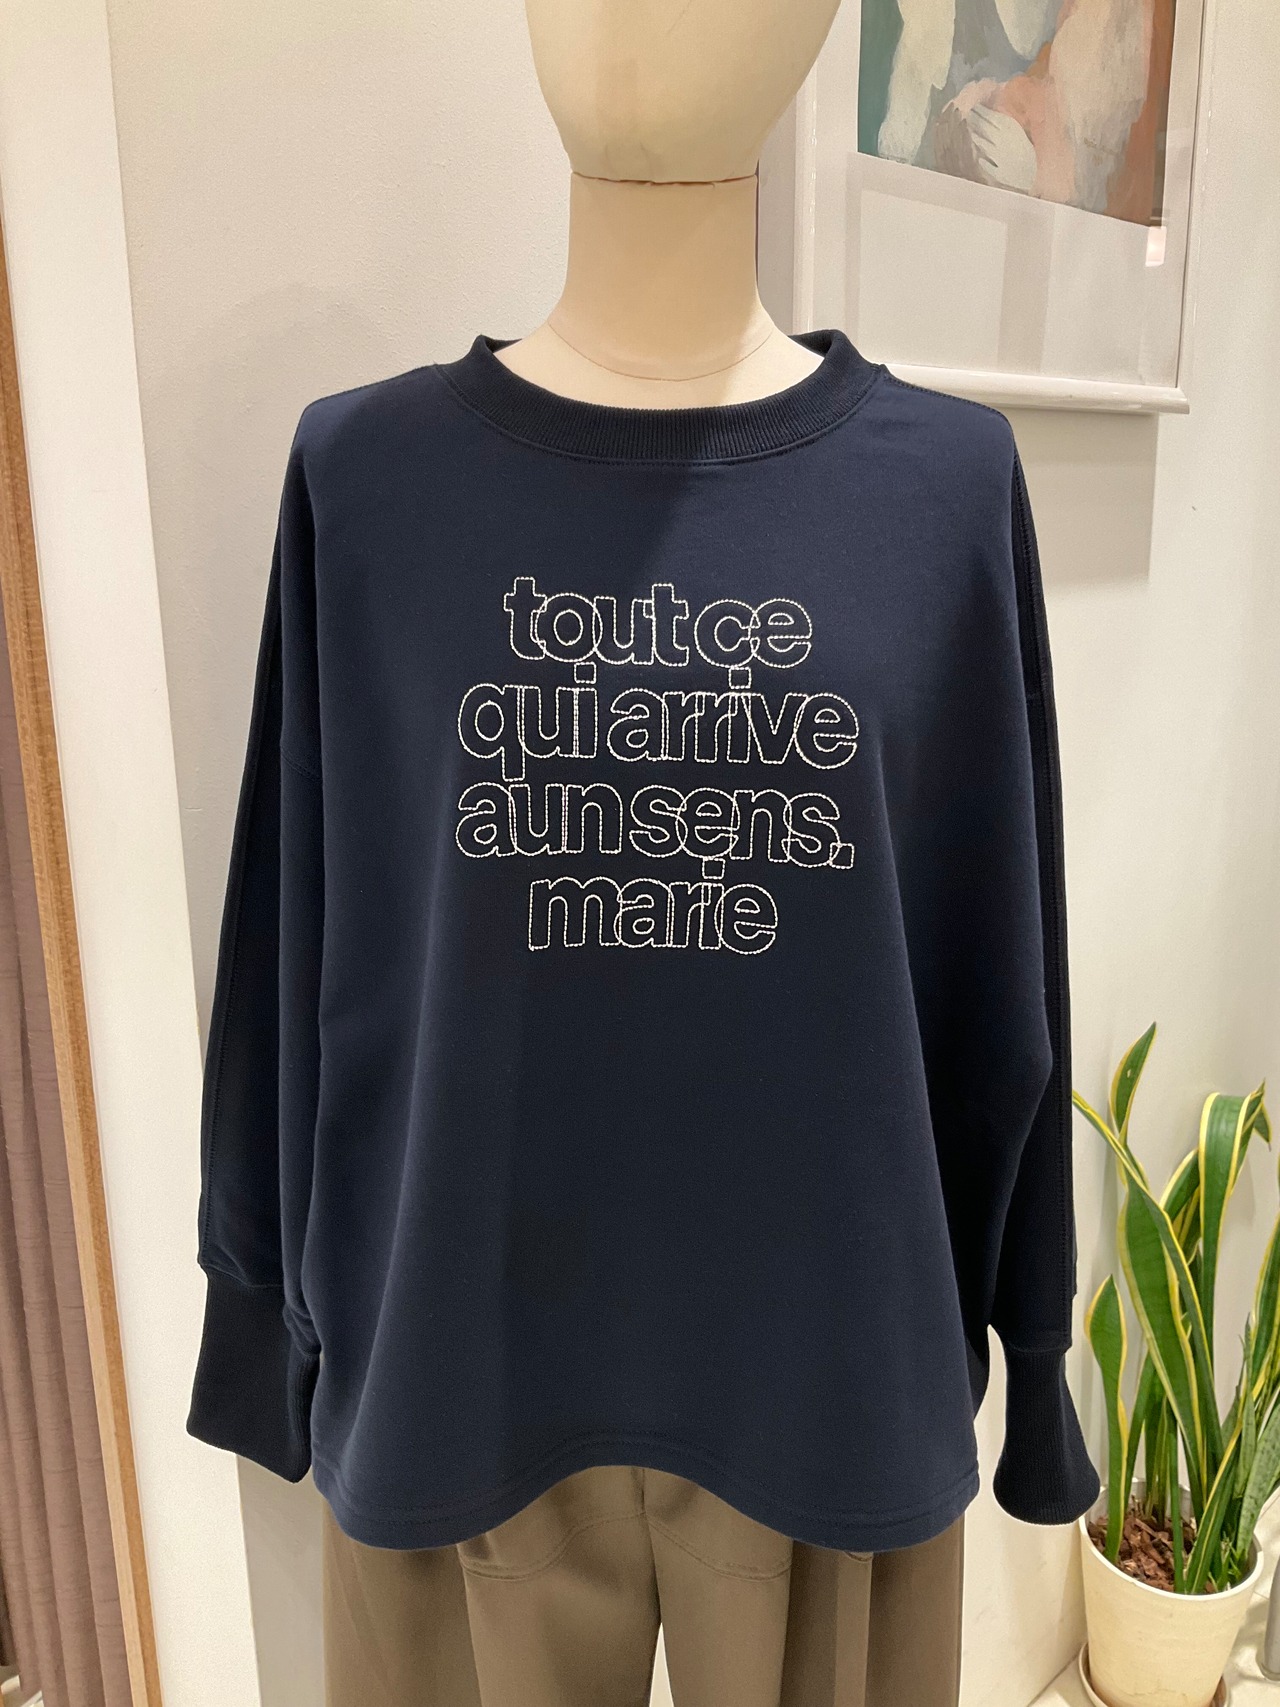 tout ce
qui arrive
a un sens.
marie